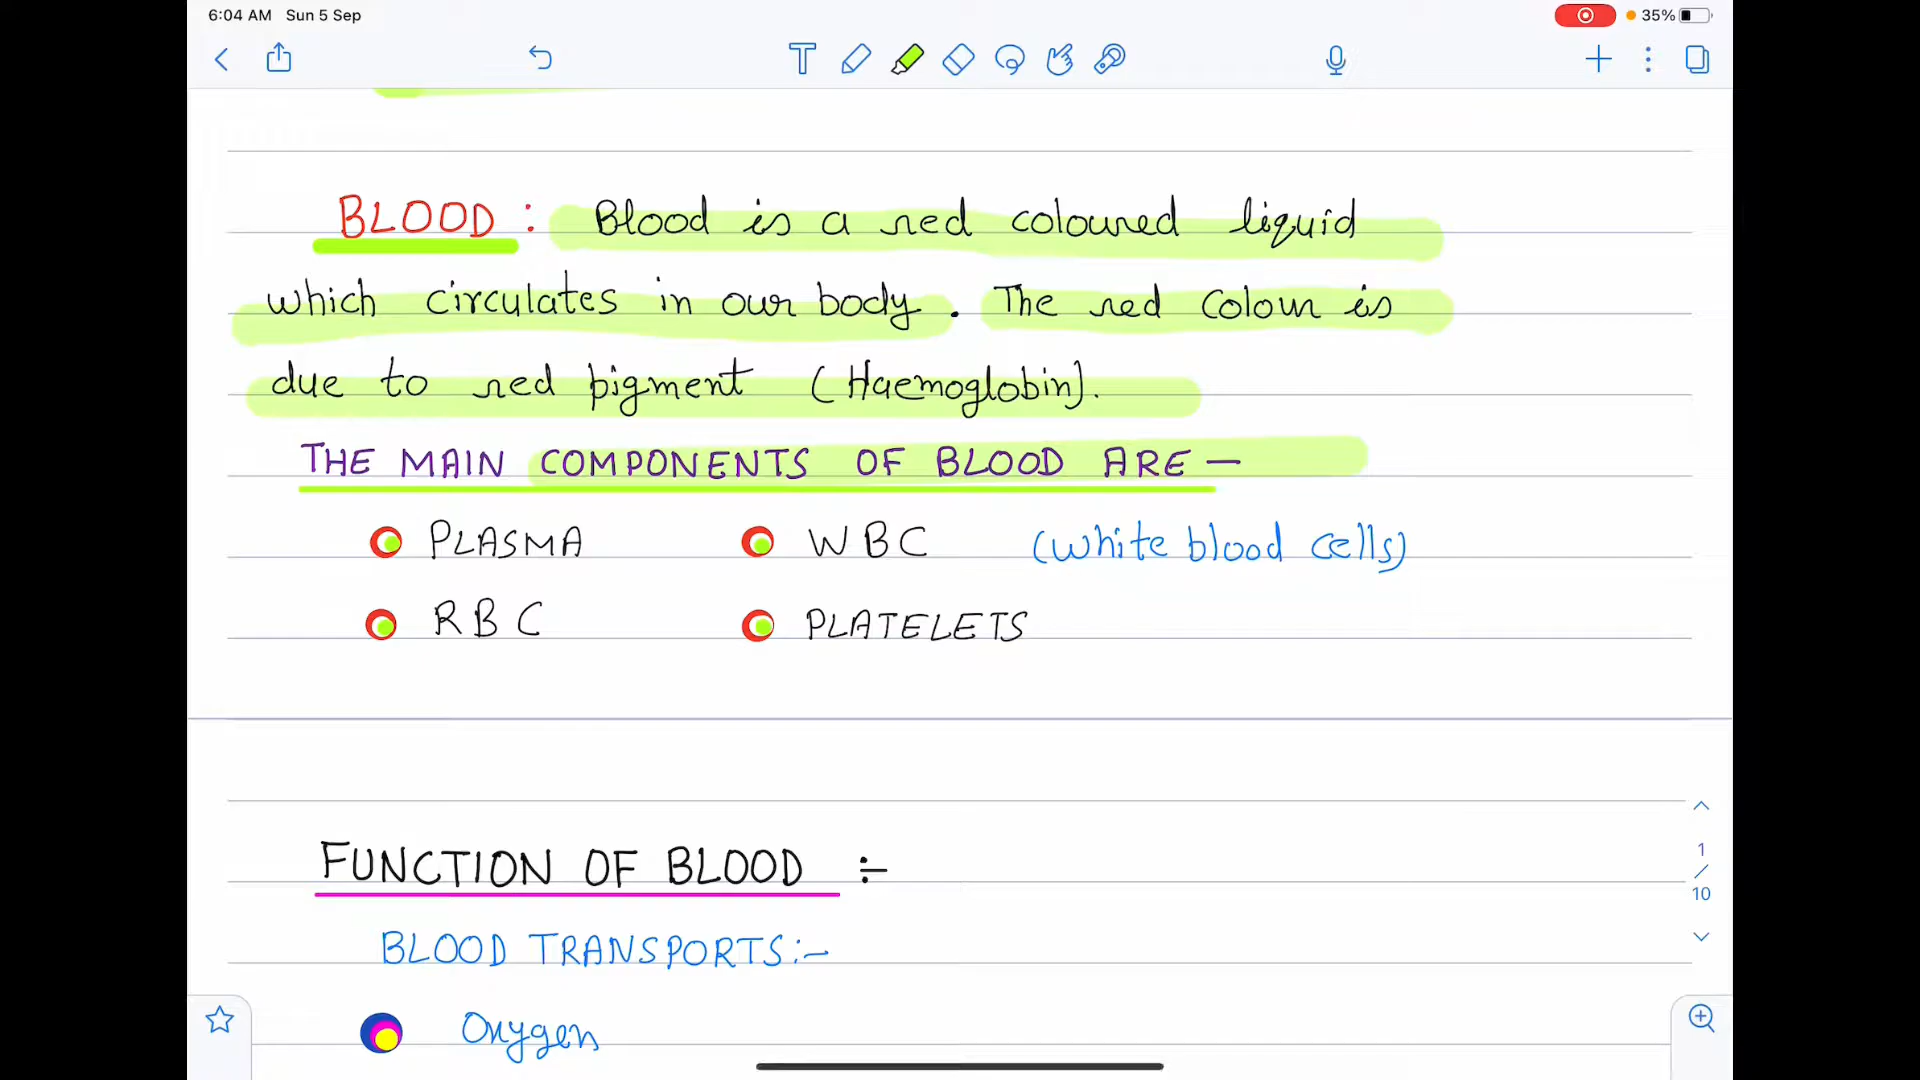 6:04 AM Sun 5 Sep
35%
BLOOD : Blood is a red coloured liquid
which circulates in our body. The red Colour is
due to red pigment (Haemoglobin).
THE MAIN COMPONENTS OF BLOOD ARE —
PLASMA WBC (White blood cells)
RBC PLATELETS
FUNCTION OF BLOOD :-
BLOOD TRANSPORTS:-
Oxygen
1
/
10